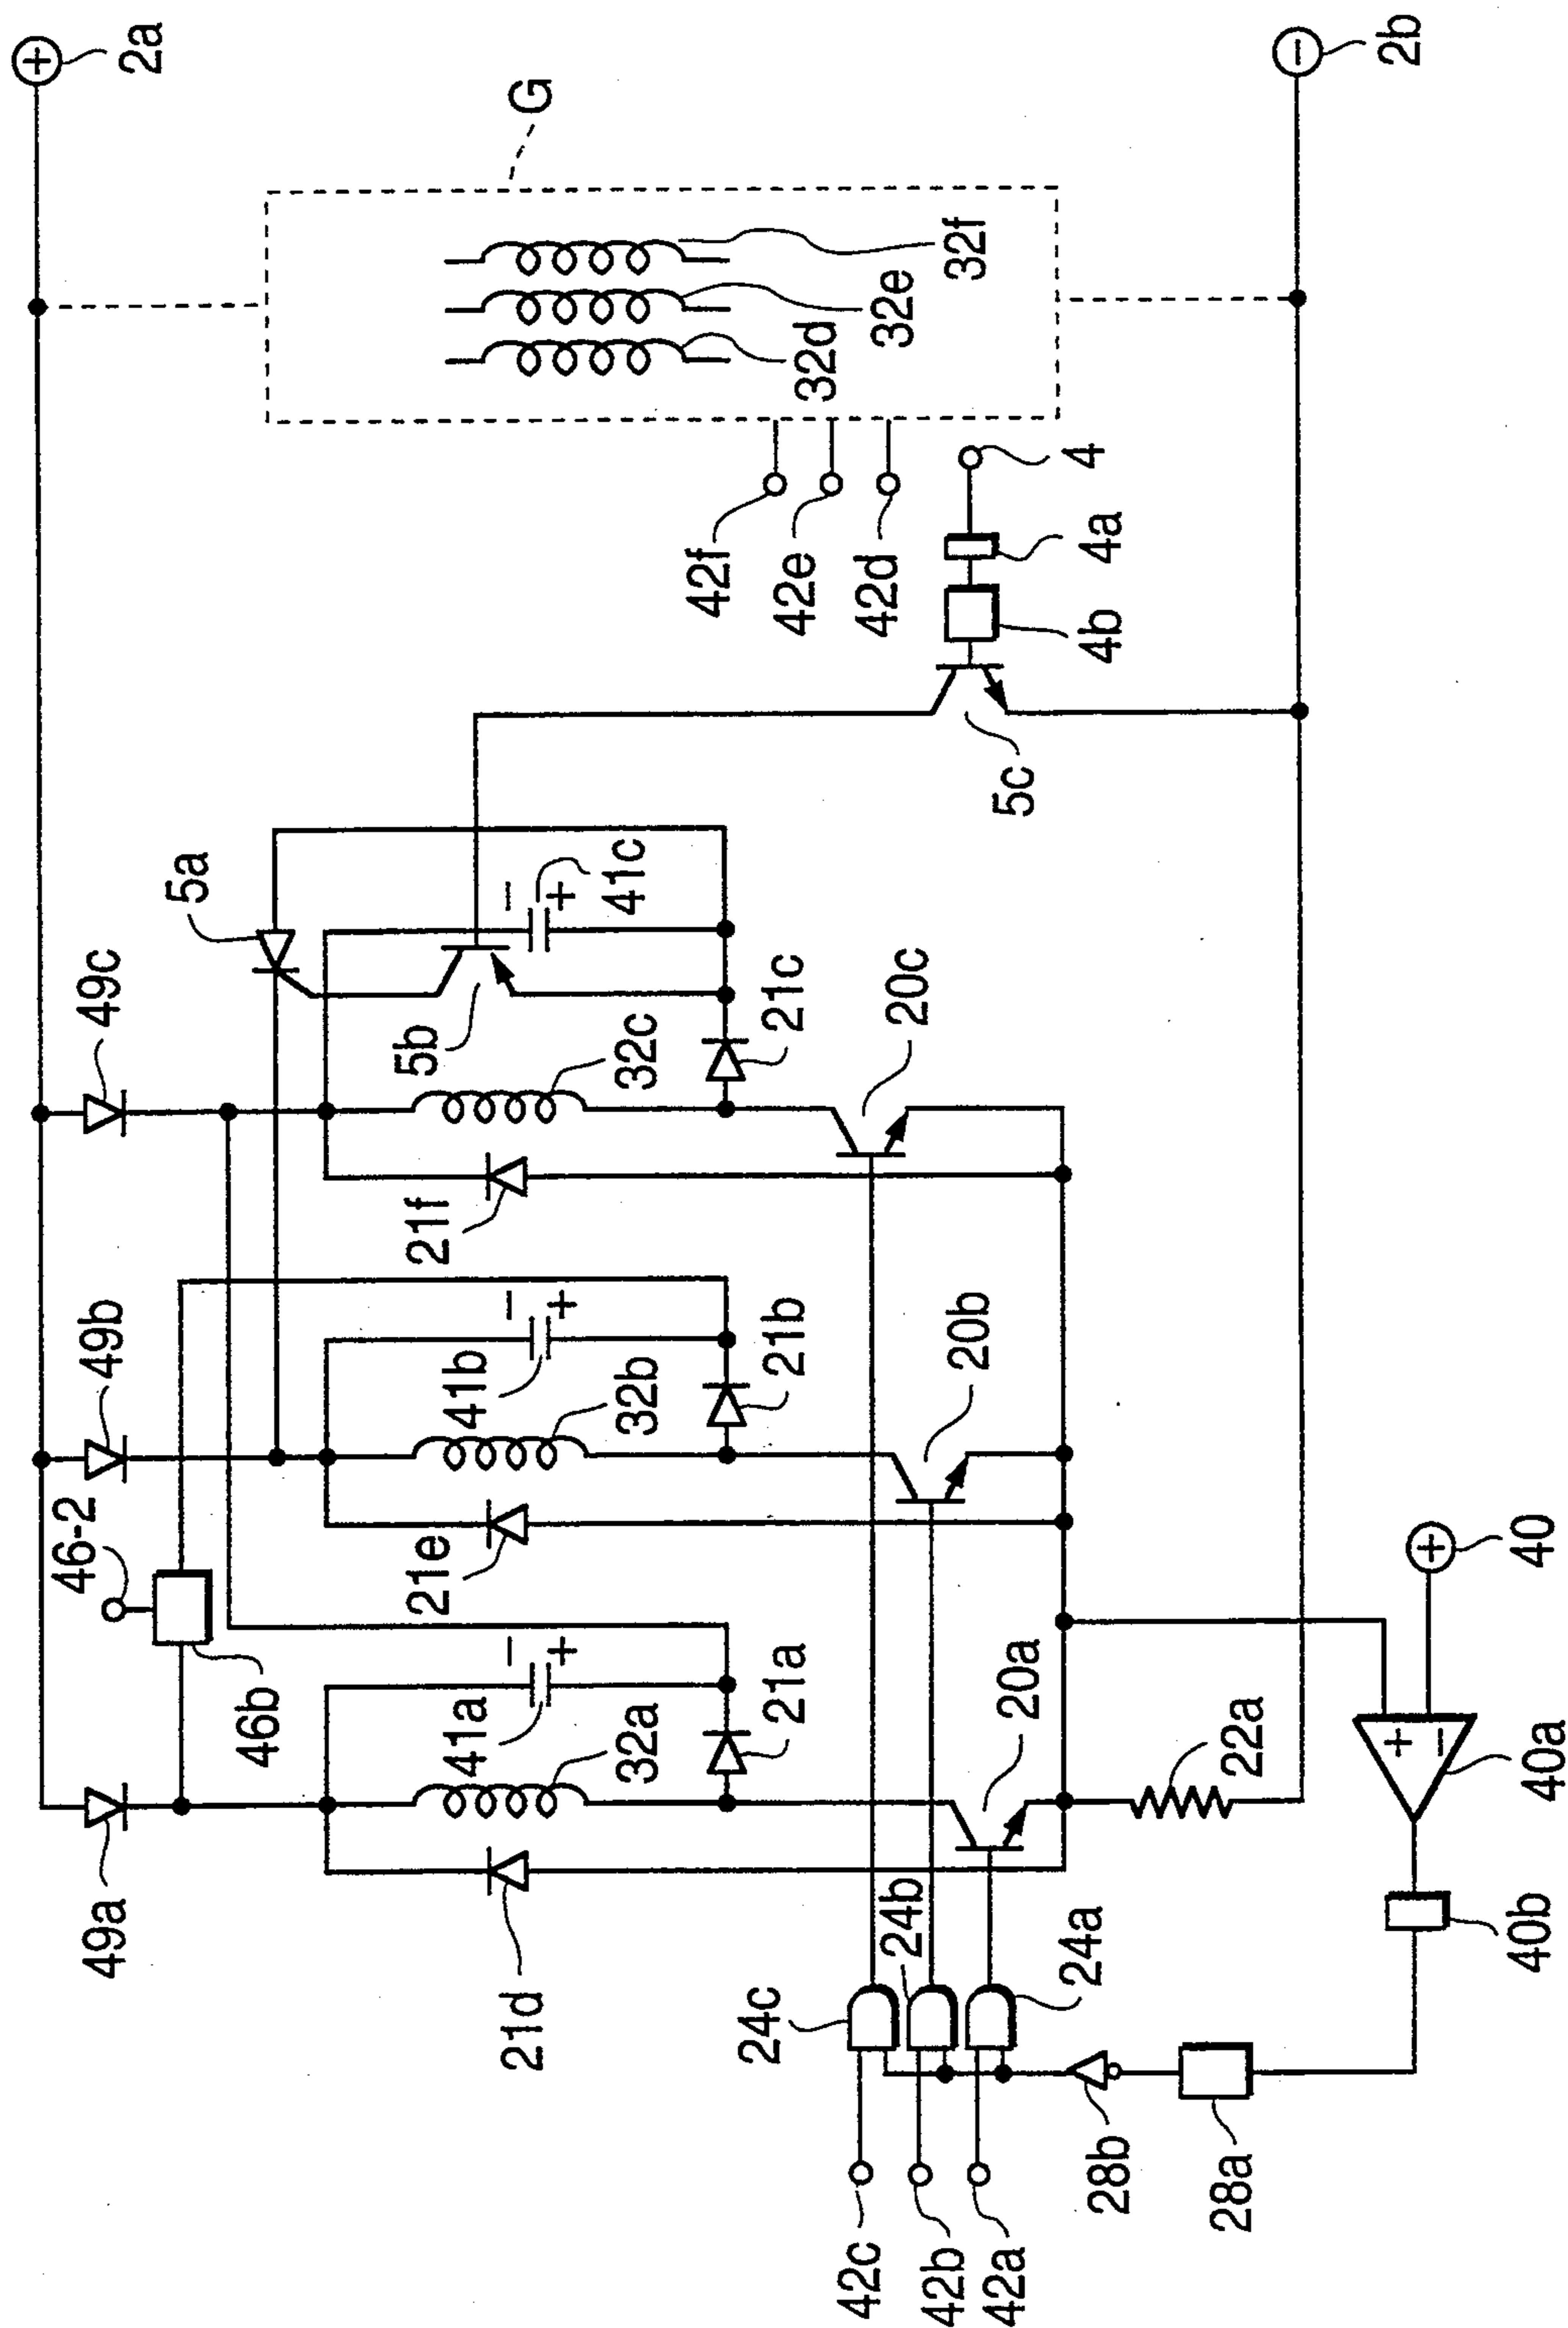 + 2a
G
− 2b
32f
32e
32d
42f
42e
42d
4
4a
4b
5c
5a
− + 41c
49c
5b
32c
21c
20c
21f
49b
− +
41b
32b
21b
20b
46-2
21e
46b
− +
41a
32a
21a
20a
22a
+ 40
+ −
40a
40b
49a
21d
24c
24b
24a
28b
28a
42c
42b
42a